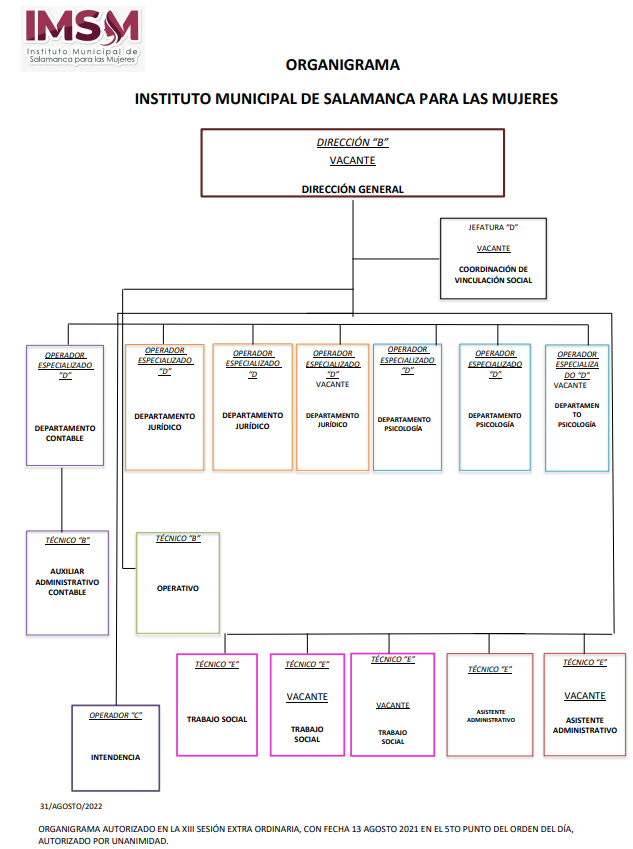 IMSM
Instituto Municipal de
Salamanca para las Mujeres
ORGANIGRAMA
INSTITUTO MUNICIPAL DE SALAMANCA PARA LAS MUJERES
DIRECCIÓN “B”
VACANTE
DIRECCIÓN GENERAL
JEFATURA “D”
VACANTE
COORDINACIÓN DE
VINCULACIÓN SOCIAL
OPERADOR
ESPECIALIZADO
“D”
DEPARTAMENTO
CONTABLE
OPERADOR
ESPECIALIZADO
“D”
DEPARTAMENTO
JURÍDICO
OPERADOR
ESPECIALIZADO
“D
DEPARTAMENTO
JURÍDICO
OPERADOR
ESPECIALIZADO
“D”
VACANTE
DEPARTAMENTO
JURÍDICO
OPERADOR
ESPECIALIZADO
“D”
DEPARTAMENTO
PSICOLOGÍA
OPERADOR
ESPECIALIZADO
“D”
DEPARTAMENTO
PSICOLOGÍA
OPERADOR
ESPECIALIZA
DO “D”
VACANTE
DEPARTAMEN
TO
PSICOLOGÍA
TÉCNICO “B”
AUXILIAR
ADMINISTRATIVO
CONTABLE
TÉCNICO “B”
OPERATIVO
TÉCNICO “E”
TRABAJO SOCIAL
TÉCNICO “E”
VACANTE
TRABAJO
SOCIAL
TÉCNICO “E”
VACANTE
TRABAJO
SOCIAL
TÉCNICO “E”
ASISTENTE
ADMINISTRATIVO
TÉCNICO “E”
VACANTE
ASISTENTE
ADMINISTRATIVO
OPERADOR “C”
INTENDENCIA
31/AGOSTO/2022
ORGANIGRAMA AUTORIZADO EN LA XIII SESIÓN EXTRA ORDINARIA, CON FECHA 13 AGOSTO 2021 EN EL 5TO PUNTO DEL ORDEN DEL DÍA,
AUTORIZADO POR UNANIMIDAD.